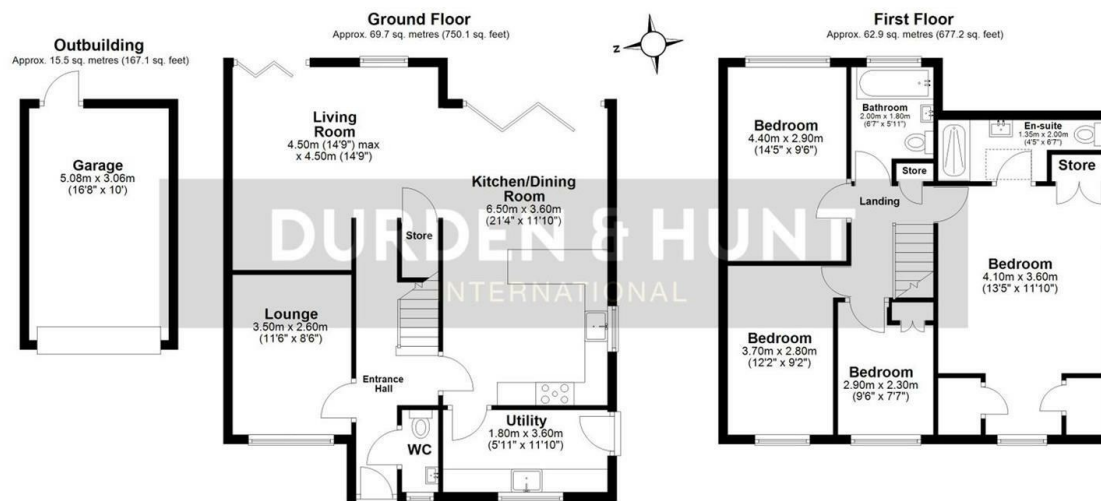 Outbuilding
Approx. 15.5 sq. metres (167.1 sq. feet)
Garage
5.08m x 3.06m
(16'8" x 10')
Ground Floor
Approx. 69.7 sq. metres (750.1 sq. feet)
Living
Room
4.50m (14'9") max
x 4.50m (14'9")
Kitchen/Dining
Room
6.50m x 3.60m
(21'4" x 11'10")
Store
Lounge
3.50m x 2.60m
(11'6" x 8'6")
Entrance
Hall
WC
Utility
1.80m x 3.60m
(5'11" x 11'10")
Z
First Floor
Approx. 62.9 sq. metres (677.2 sq. feet)
Bedroom
4.40m x 2.90m
(14'5" x 9'6")
Bathroom
2.00m x 1.80m
(6'7" x 5'11")
En-suite
1.35m x 2.00m
(4'5" x 6'7")
Store
Store
Landing
Bedroom
4.10m x 3.60m
(13'5" x 11'10")
Bedroom
3.70m x 2.80m
(12'2" x 9'2")
Bedroom
2.90m x 2.30m
(9'6" x 7'7")
DURDEN & HUNT
INTERNATIONAL